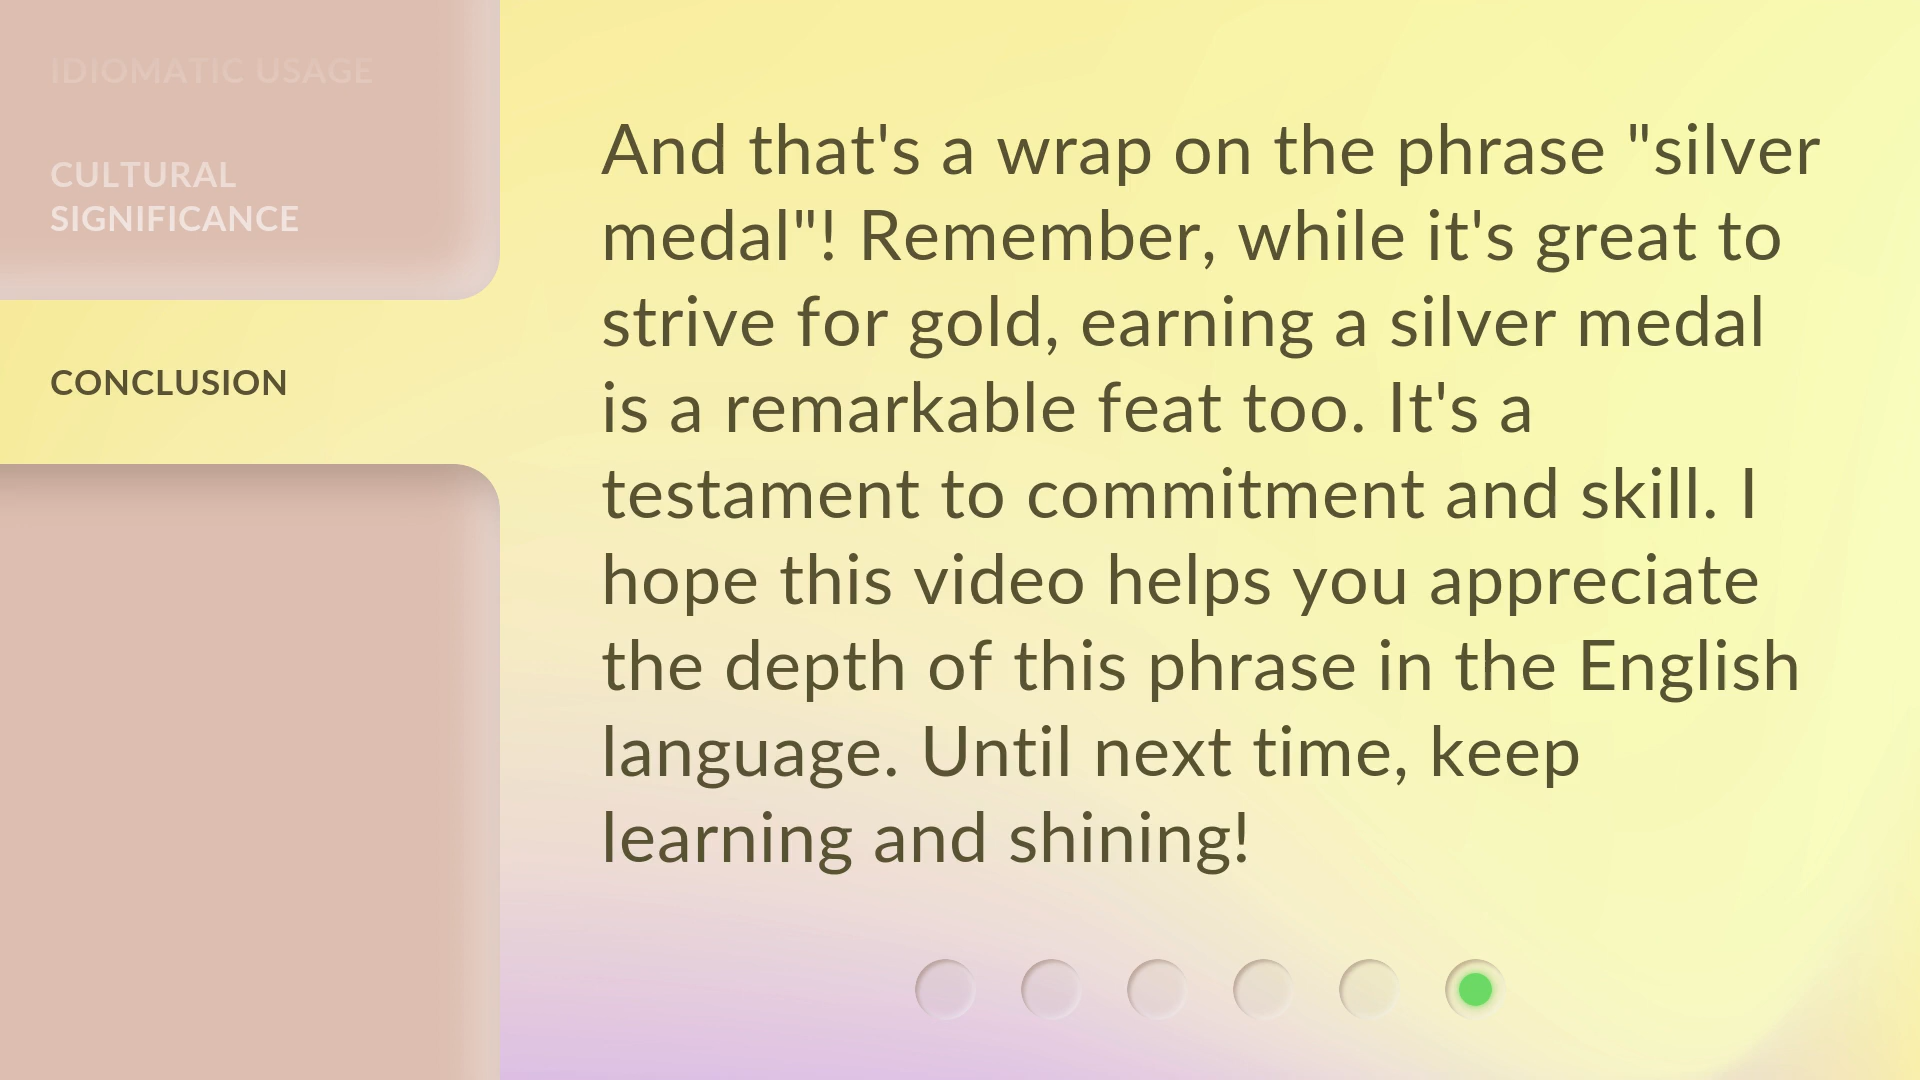 IDIOMATIC USAGE
CULTURAL
SIGNIFICANCE
CONCLUSION
And that's a wrap on the phrase "silver
medal"! Remember, while it's great to
strive for gold, earning a silver medal
is a remarkable feat too. It's a
testament to commitment and skill. I
hope this video helps you appreciate
the depth of this phrase in the English
language. Until next time, keep
learning and shining!